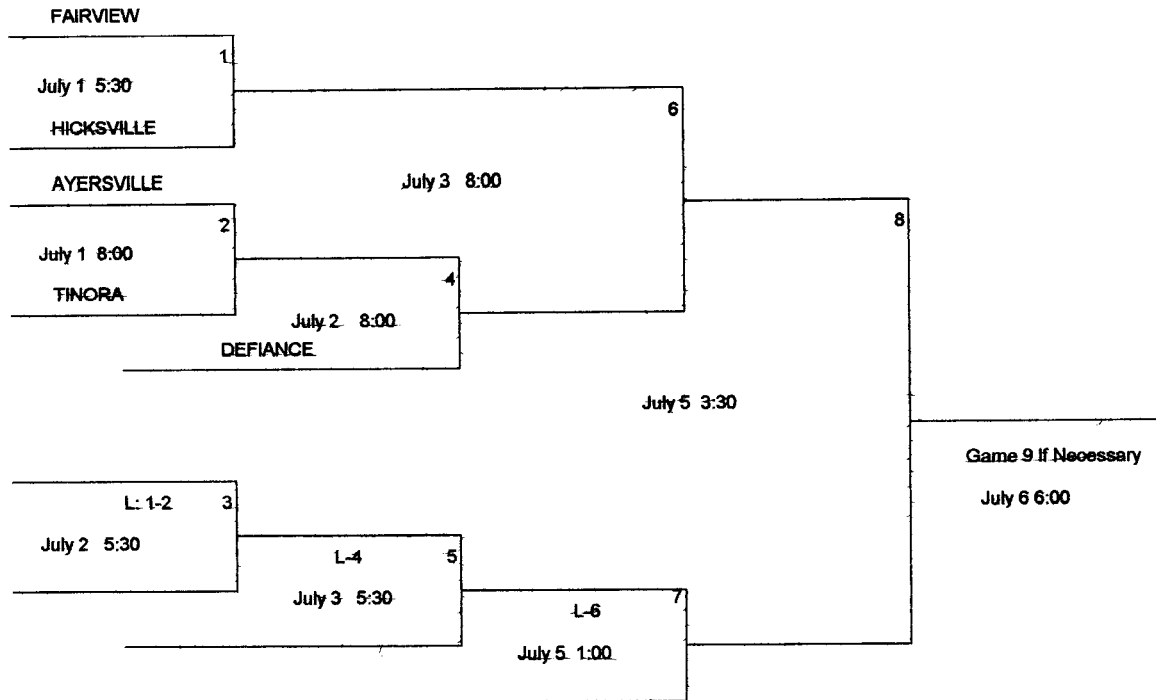 FAIRVIEW
1
July 1 5:30
HICKSVILLE
6
AYERSVILLE
July 3 8:00
2
8
July 1 8:00
4
TINORA
July 2 8:00
DEFIANCE
July 5 3:30
Game 9 If Necessary
July 6 6:00
L: 1-2 3
July 2 5:30
L-4 5
July 3 5:30
L-6 7
July 5 1:00